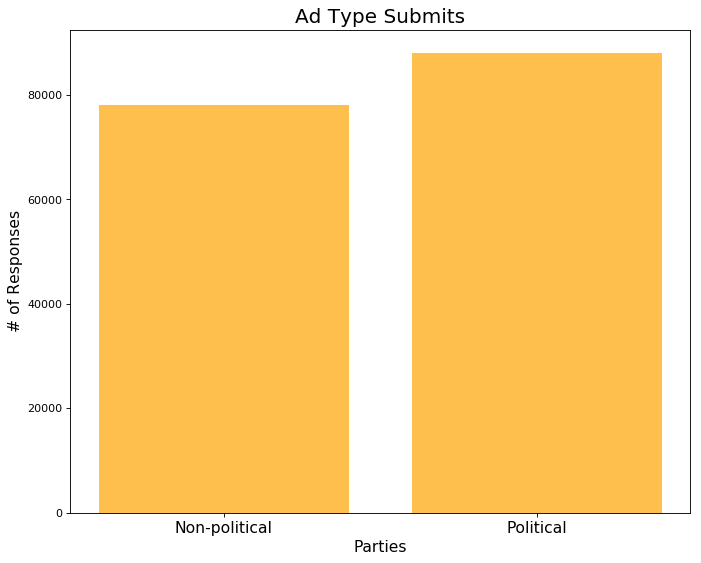 Ad Type Submits
# of Responses
80000
60000
40000
20000
0
Non-political
Political
Parties